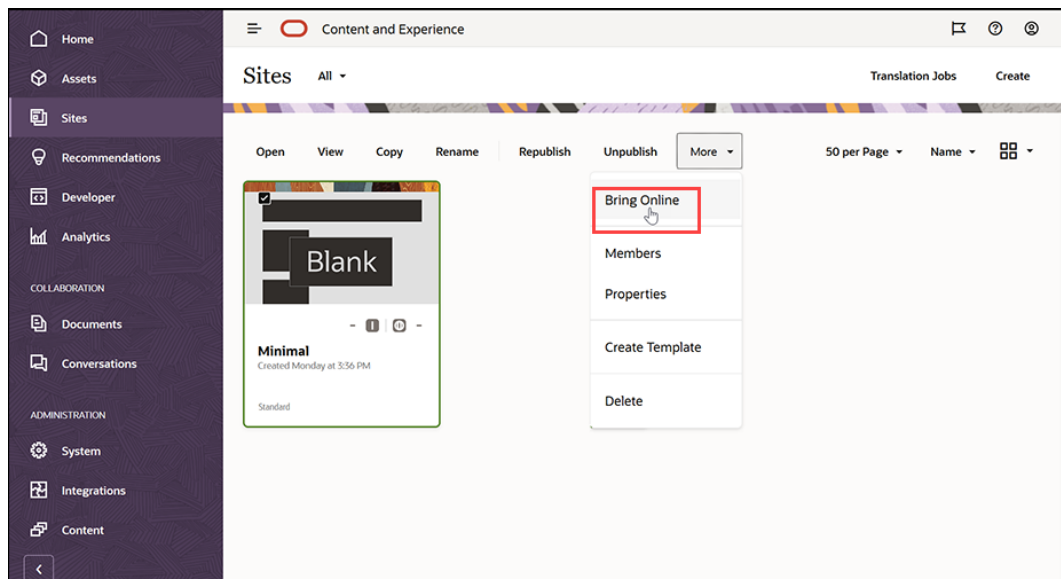 Home
Assets
Sites
Recommendations
Developer
Analytics
COLLABORATION
Documents
Conversations
ADMINISTRATION
System
Integrations
Content
Content and Experience
Sites All
Translation Jobs Create
Open View Copy Rename Republish Unpublish More 50 per Page Name
Bring Online
Members
Properties
Create Template
Delete
Blank
Minimal
Created Monday at 3:36 PM
Standard